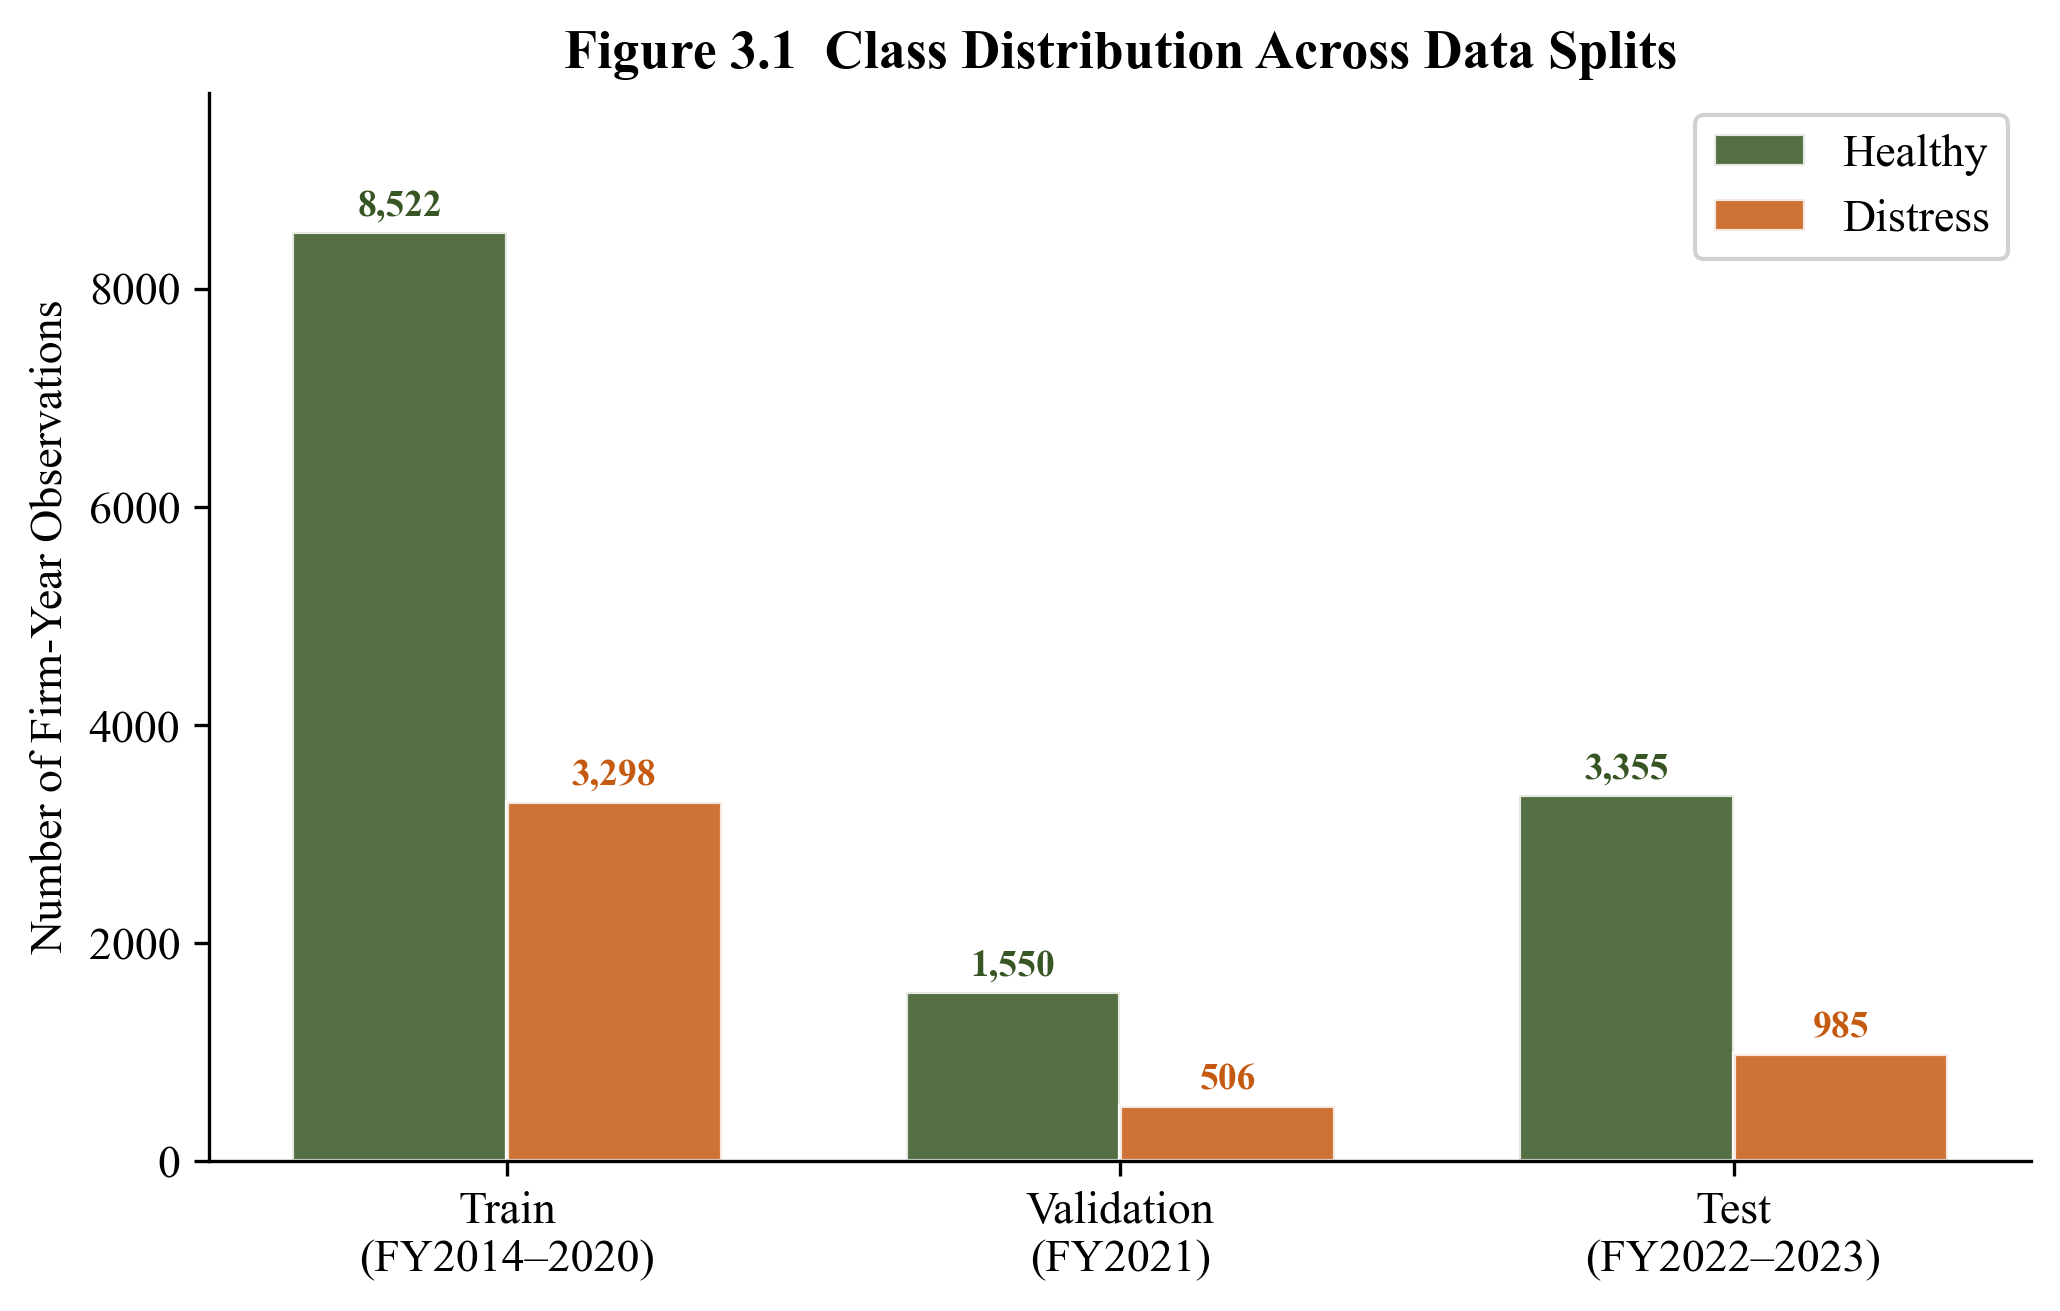 Figure 3.1  Class Distribution Across Data Splits
Healthy
Distress
Number of Firm-Year Observations
8000
6000
4000
2000
0
8,522
3,298
1,550
506
3,355
985
Train
(FY2014–2020)
Validation
(FY2021)
Test
(FY2022–2023)